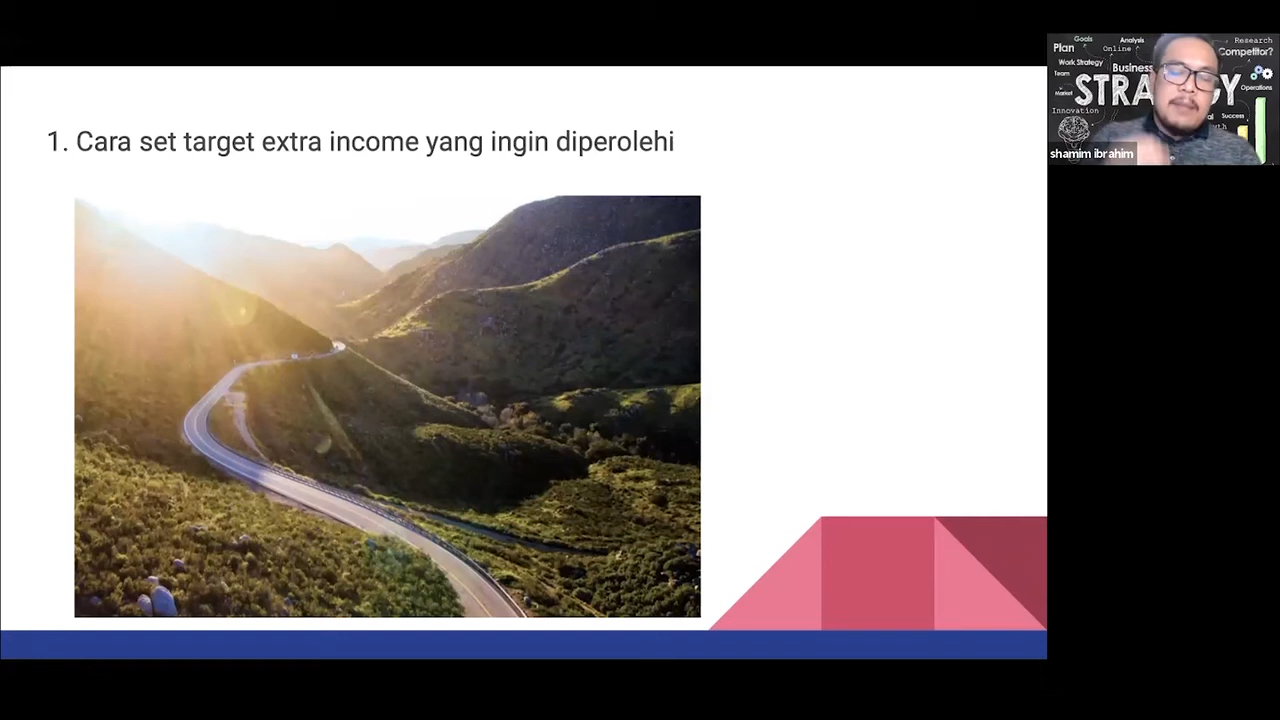 1. Cara set target extra income yang ingin diperolehi
Goals
Analysis
Research
Plan
Online
Competitor?
Work Strategy
Team
Business
Operations
Market
STRA
GY
Innovation
Success
shamim ibrahim